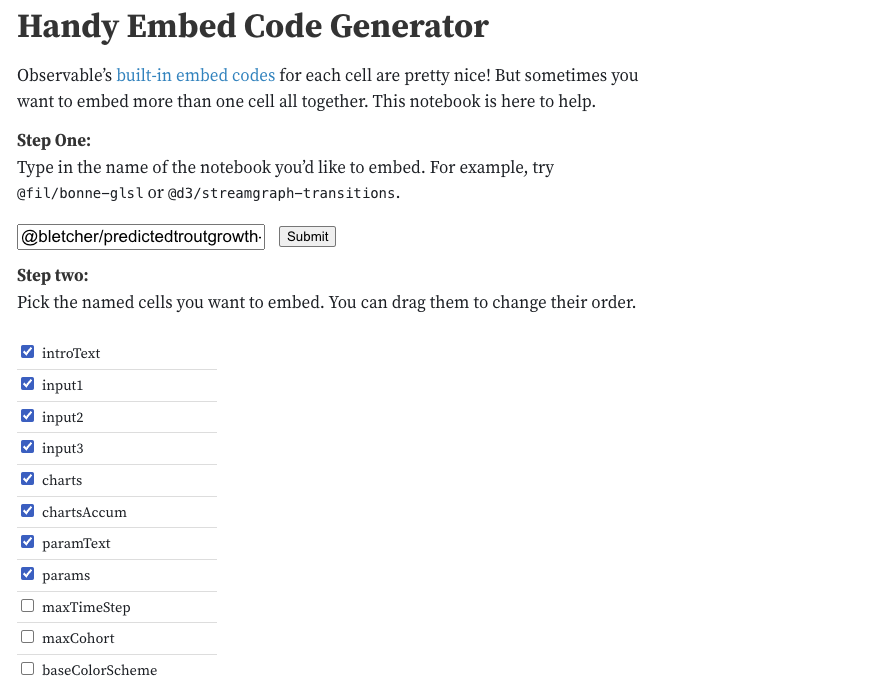 Handy Embed Code Generator
Observable’s built-in embed codes for each cell are pretty nice! But sometimes you
want to embed more than one cell all together. This notebook is here to help.
Step One:
Type in the name of the notebook you’d like to embed. For example, try
@fil/bonne-glsl or @d3/streamgraph-transitions.
@bletcher/predictedtroutgrowth- Submit
Step two:
Pick the named cells you want to embed. You can drag them to change their order.
introText
input1
input2
input3
charts
chartsAccum
paramText
params
maxTimeStep
maxCohort
baseColorScheme